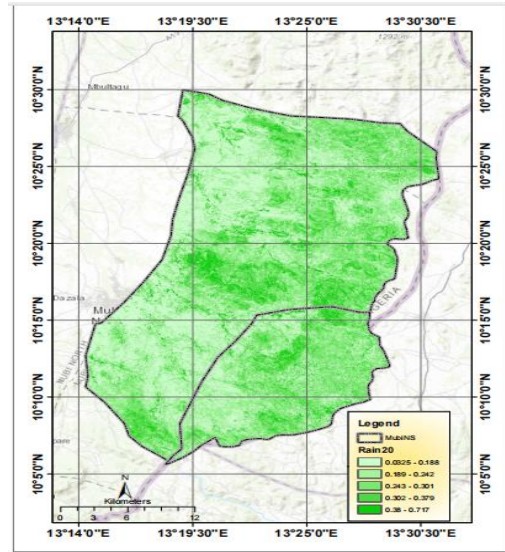 13°14'0"E 13°19'30"E 13°25'0"E 13°30'30"E
1292 m
Mbullagu
10°30'0"N 10°30'0"N
10°25'0"N 10°25'0"N
10°20'0"N 10°20'0"N
Dazala
10°15'0"N 10°15'0"N
MUBI NORTH
10°10'0"N 10°10'0"N
10°5'0"N 10°5'0"N
Legend
MubiNS
Rain20
0.0325 - 0.188
0.189 - 0.242
0.243 - 0.301
0.302 - 0.379
0.38 - 0.717
N
Kilometers
0 3 6 12
13°14'0"E 13°19'30"E 13°25'0"E 13°30'30"E